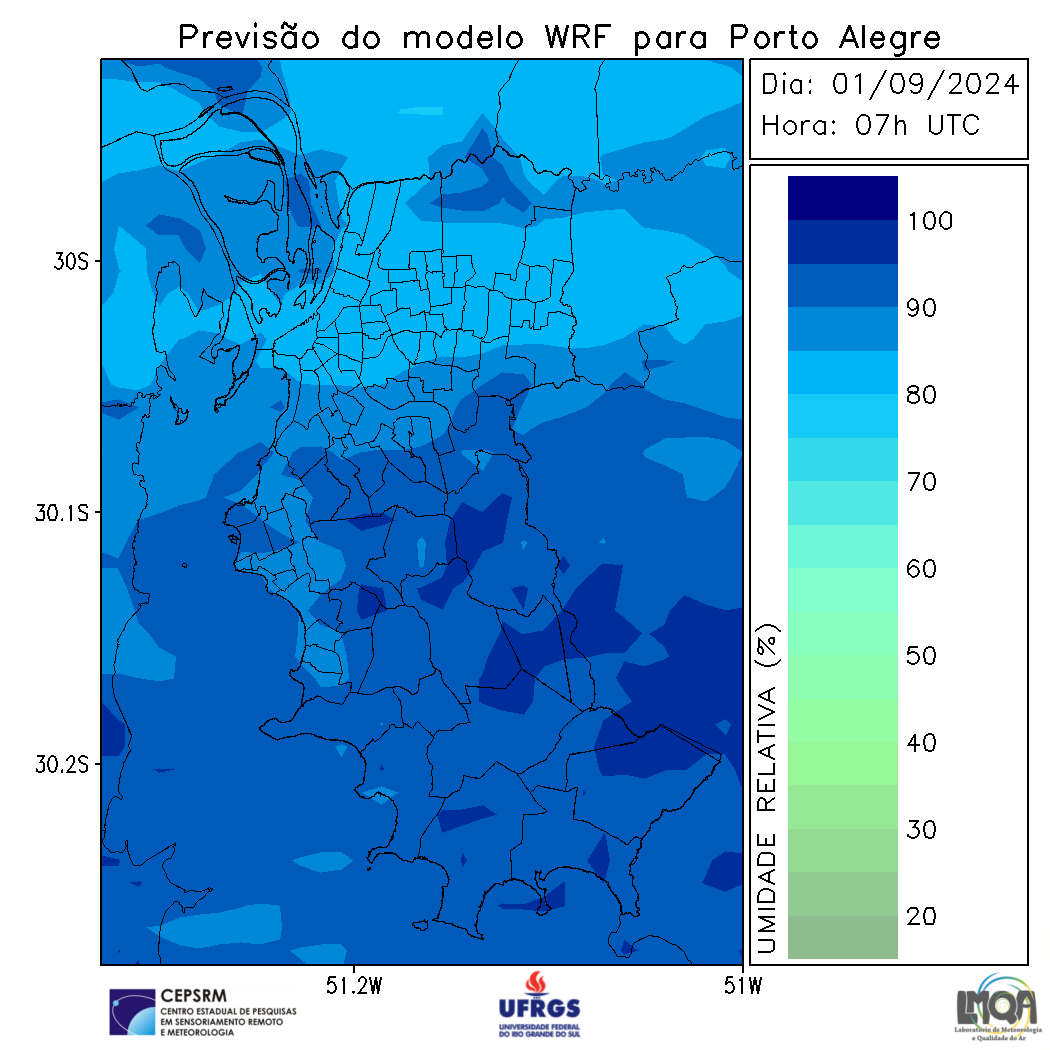 Previsão do modelo WRF para Porto Alegre
Dia: 01/09/2024
Hora: 07h UTC
30S
30.1S
30.2S
51.2W
51W
UMIDADE RELATIVA (%)
100
90
80
70
60
50
40
30
20
CEPSRM
CENTRO ESTADUAL DE PESQUISAS
EM SENSORIAMENTO REMOTO
E METEOROLOGIA
UFRGS
UNIVERSIDADE FEDERAL
DO RIO GRANDE DO SUL
LMQA
Laboratório de Meteorologia
e Qualidade do Ar